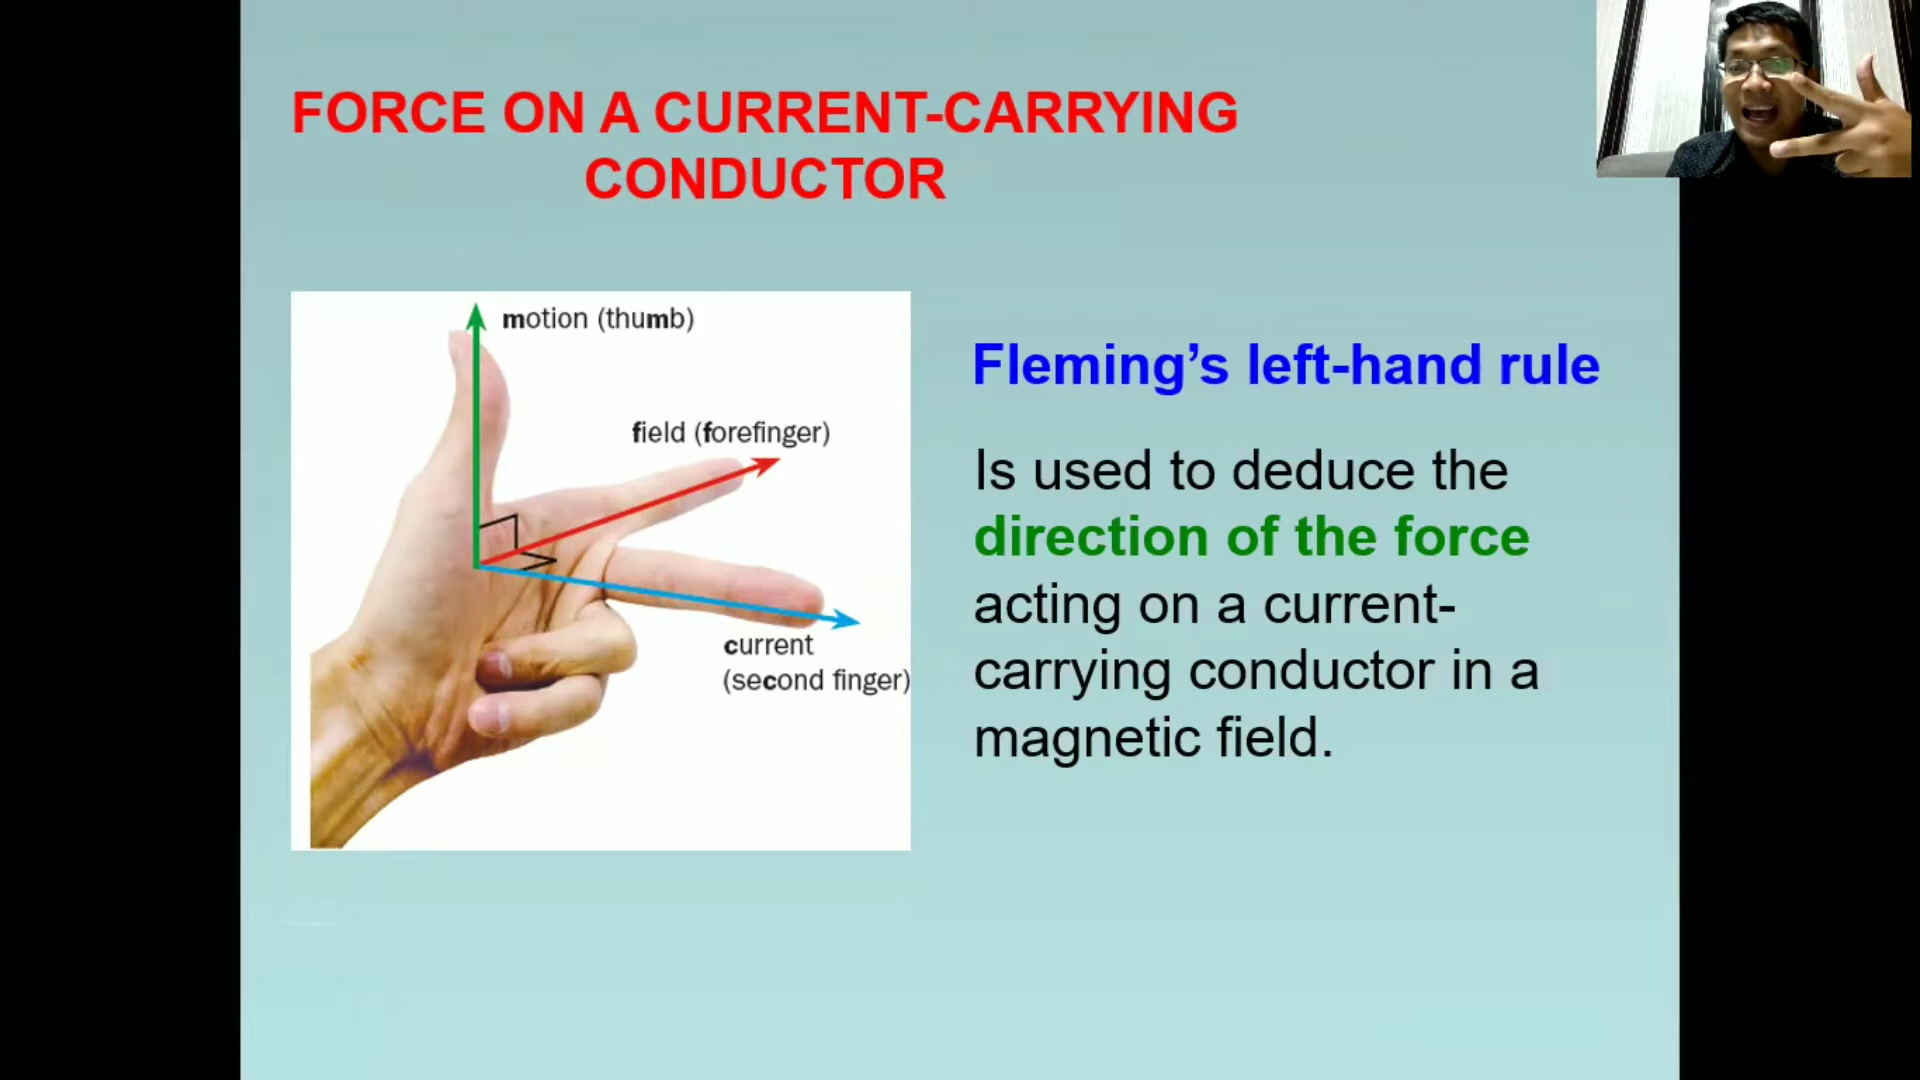 FORCE ON A CURRENT-CARRYING
CONDUCTOR
motion (thumb)
field (forefinger)
current
(second finger)
Fleming’s left-hand rule
Is used to deduce the
direction of the force
acting on a current-
carrying conductor in a
magnetic field.